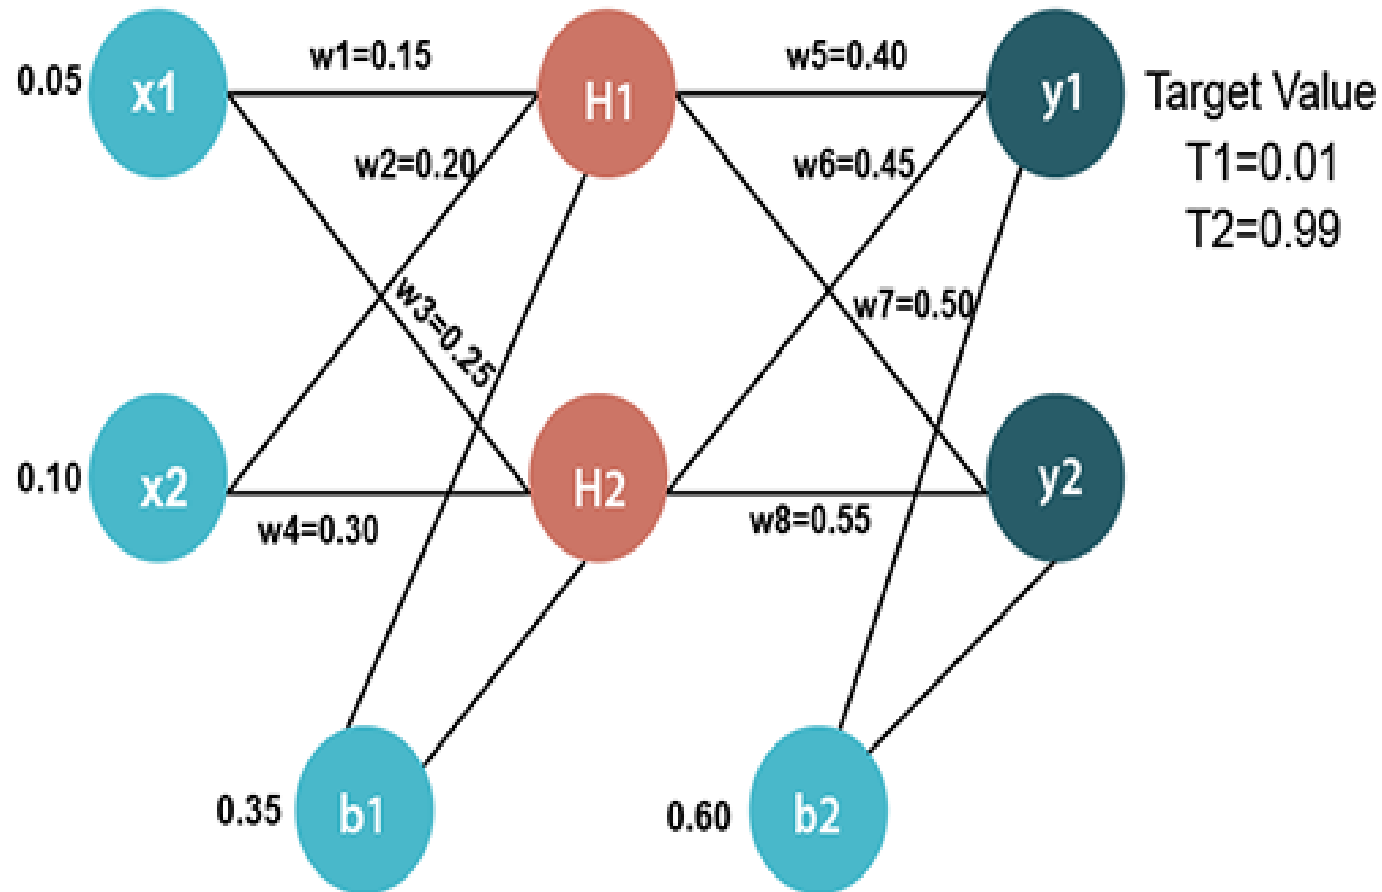 w1=0.15
w5=0.40
0.05
x1
H1
y1
Target Value
w2=0.20
w6=0.45
T1=0.01
T2=0.99
w3=0.25
w7=0.50
0.10
x2
H2
y2
w4=0.30
w8=0.55
0.35
b1
0.60
b2